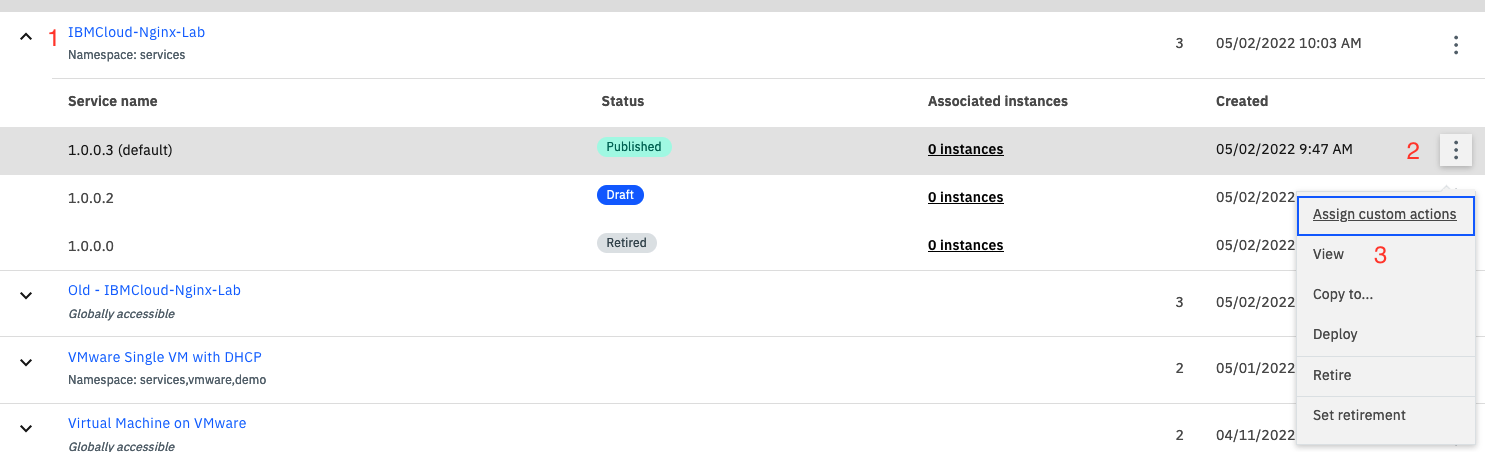 1 IBMCloud-Nginx-Lab
Namespace: services
3 05/02/2022 10:03 AM
Service name Status Associated instances Created
1.0.0.3 (default) Published 0 instances 05/02/2022 9:47 AM 2
1.0.0.2 Draft 0 instances 05/02/2022
1.0.0.0 Retired 0 instances 05/02/2022
Assign custom actions
View 3
Copy to...
Deploy
Retire
Set retirement
Old - IBMCloud-Nginx-Lab
Globally accessible
3 05/02/2022
VMware Single VM with DHCP
Namespace: services,vmware,demo
2 05/01/2022
Virtual Machine on VMware
Globally accessible
2 04/11/2022